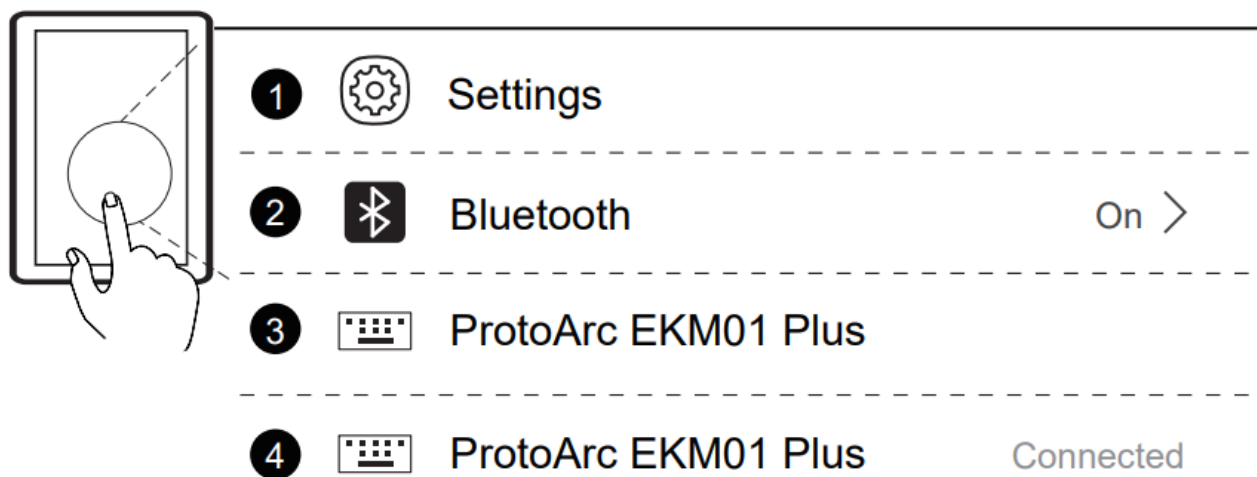 1 Settings
2 Bluetooth On >
3 ProtoArc EKM01 Plus
4 ProtoArc EKM01 Plus Connected